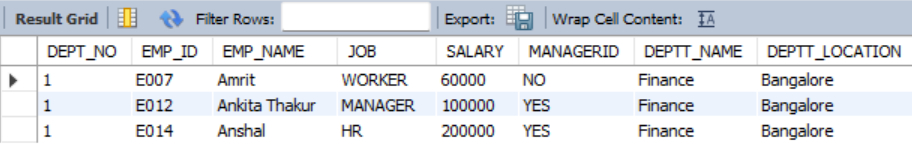 Result Grid Filter Rows: Export: Wrap Cell Content: IA
DEPT_NO EMP_ID EMP_NAME JOB SALARY MANAGERID DEPTT_NAME DEPTT_LOCATION
1 E007 Amrit WORKER 60000 NO Finance Bangalore
1 E012 Ankita Thakur MANAGER 100000 YES Finance Bangalore
1 E014 Anshal HR 200000 YES Finance Bangalore